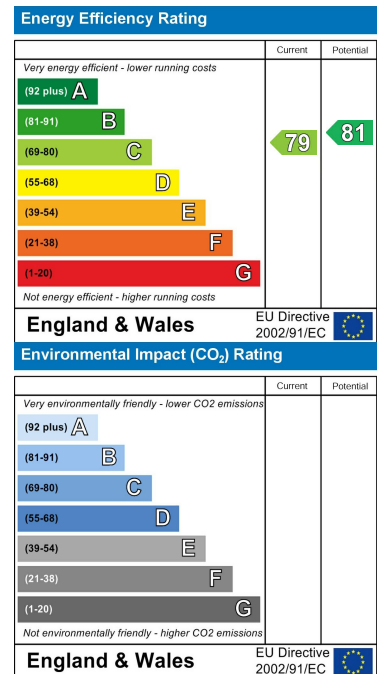 Energy Efficiency Rating
Current Potential
Very energy efficient - lower running costs
(92 plus) A
(81-91) B
(69-80) C
(55-68) D
(39-54) E
(21-38) F
(1-20) G
79
81
Not energy efficient - higher running costs
England & Wales
EU Directive
2002/91/EC
Environmental Impact (CO₂) Rating
Current Potential
Very environmentally friendly - lower CO2 emissions
(92 plus) A
(81-91) B
(69-80) C
(55-68) D
(39-54) E
(21-38) F
(1-20) G
Not environmentally friendly - higher CO2 emissions
England & Wales
EU Directive
2002/91/EC